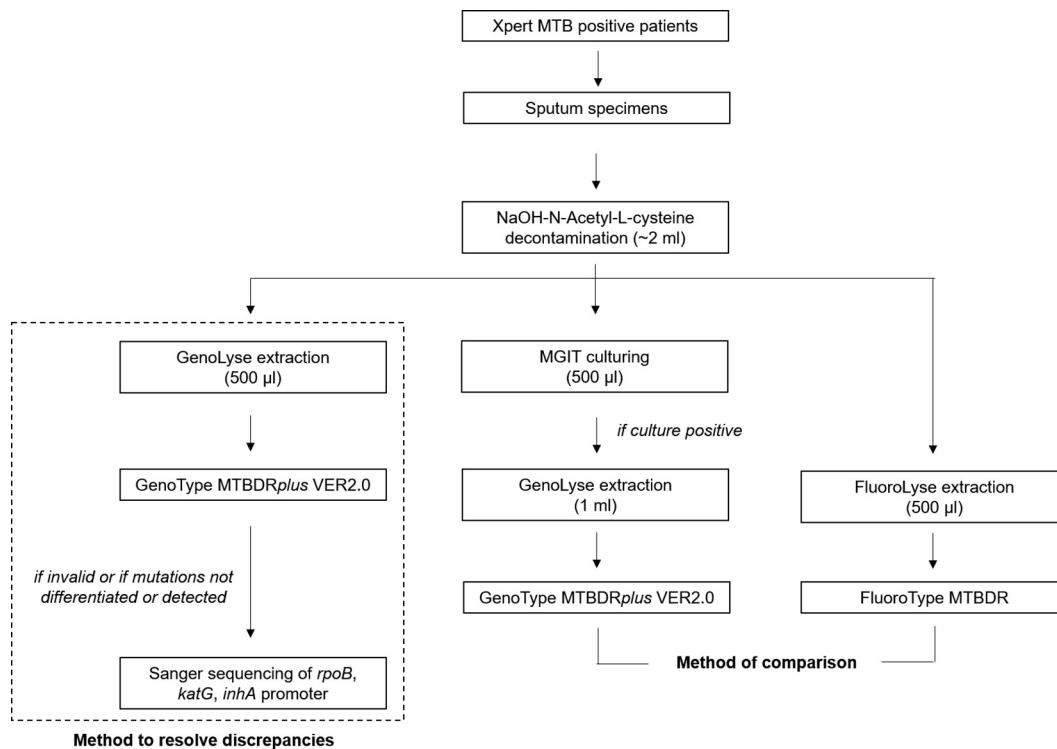 Xpert MTB positive patients
Sputum specimens
NaOH-N-Acetyl-L-cysteine
decontamination (~2 ml)
GenoLyse extraction
(500 µl)
GenoType MTBDRplus VER2.0
if invalid or if mutations not
differentiated or detected
Sanger sequencing of rpoB,
katG, inhA promoter
Method to resolve discrepancies
MGIT culturing
(500 µl)
if culture positive
GenoLyse extraction
(1 ml)
GenoType MTBDRplus VER2.0
FluoroLyse extraction
(500 µl)
FluoroType MTBDR
Method of comparison